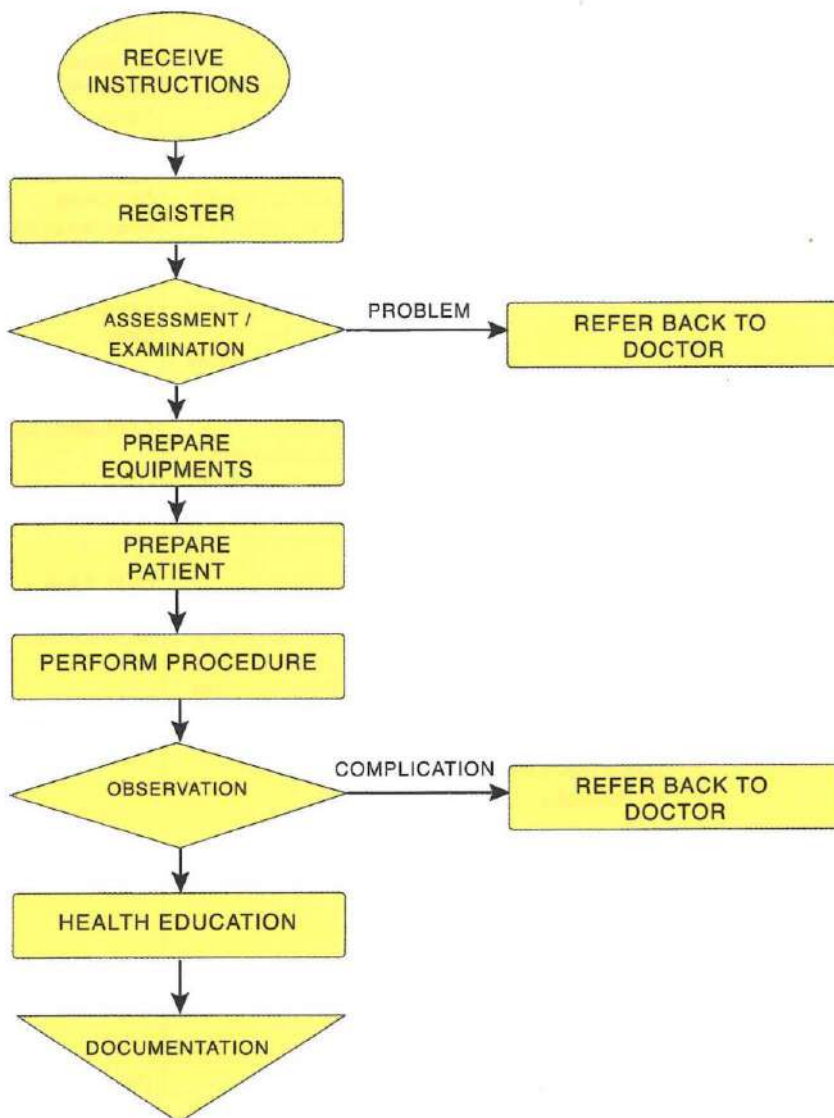 RECEIVE
INSTRUCTIONS
REGISTER
ASSESSMENT /
EXAMINATION
PROBLEM
REFER BACK TO
DOCTOR
PREPARE
EQUIPMENTS
PREPARE
PATIENT
PERFORM PROCEDURE
OBSERVATION
COMPLICATION
REFER BACK TO
DOCTOR
HEALTH EDUCATION
DOCUMENTATION